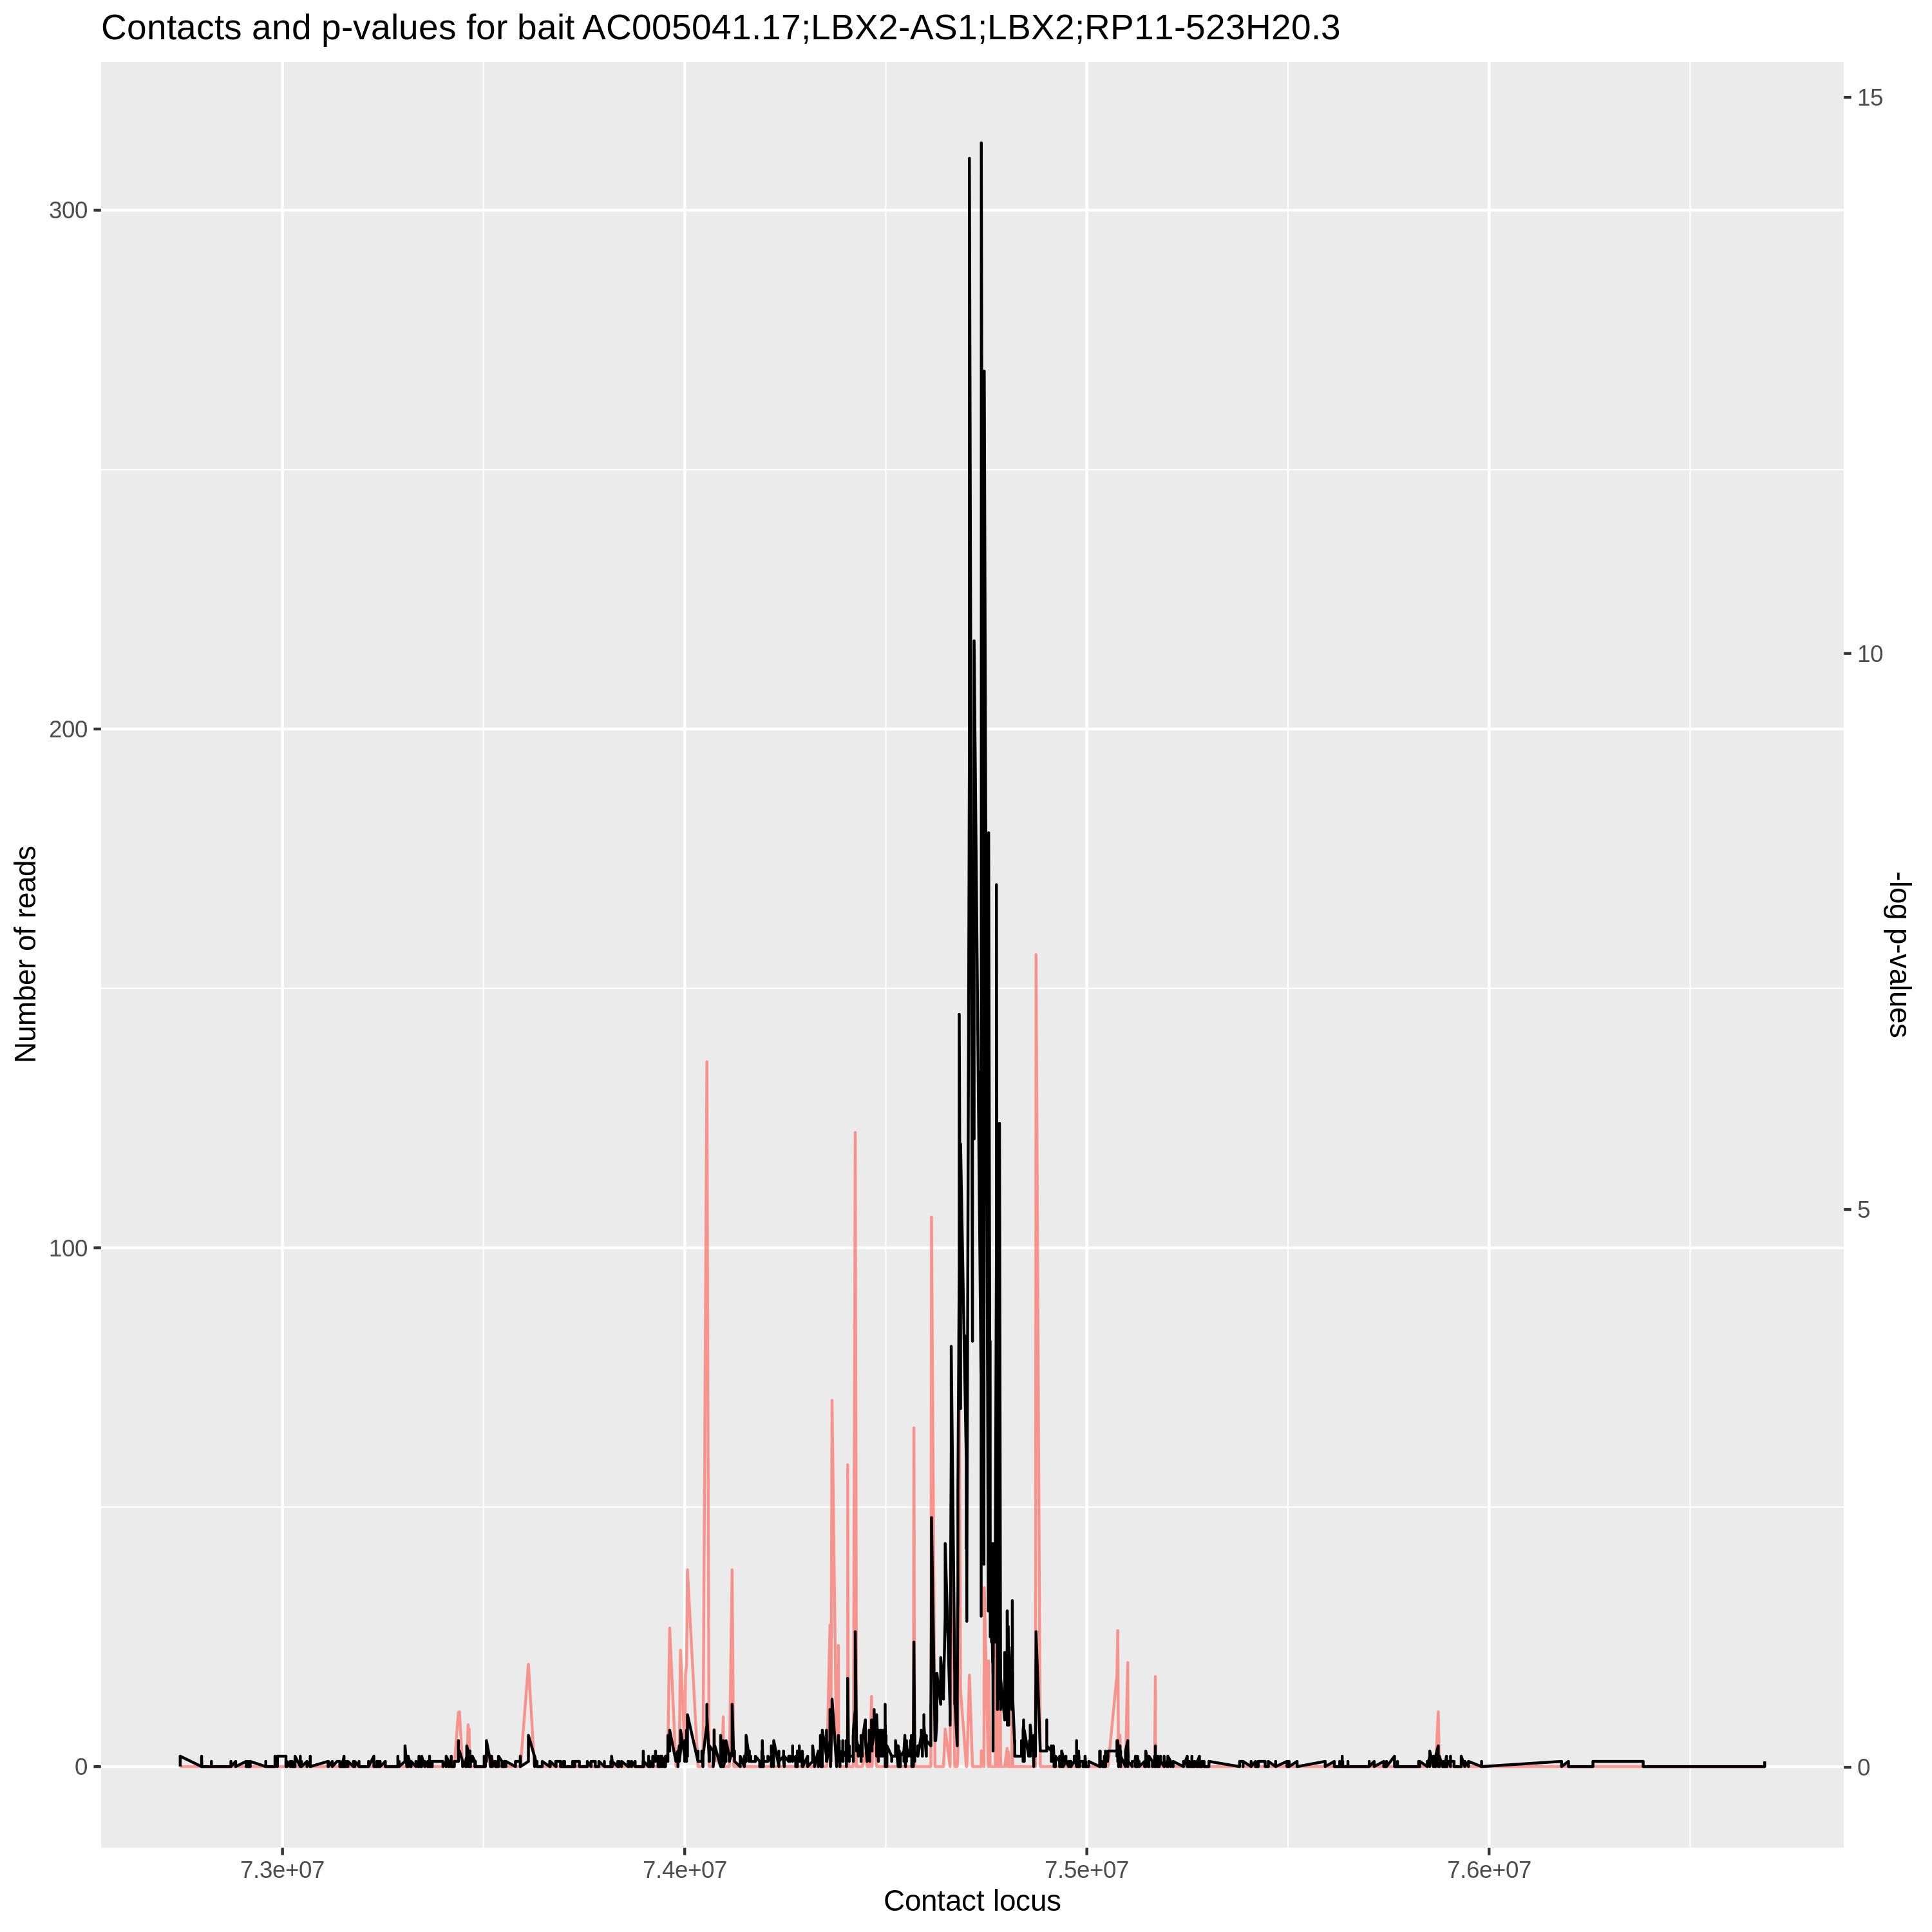 Contacts and p-values for bait AC005041.17;LBX2-AS1;LBX2;RP11-523H20.3
15
300
10
200
Number of reads
-log p-values
5
100
0
0
7.3e+07
7.4e+07
7.5e+07
7.6e+07
Contact locus